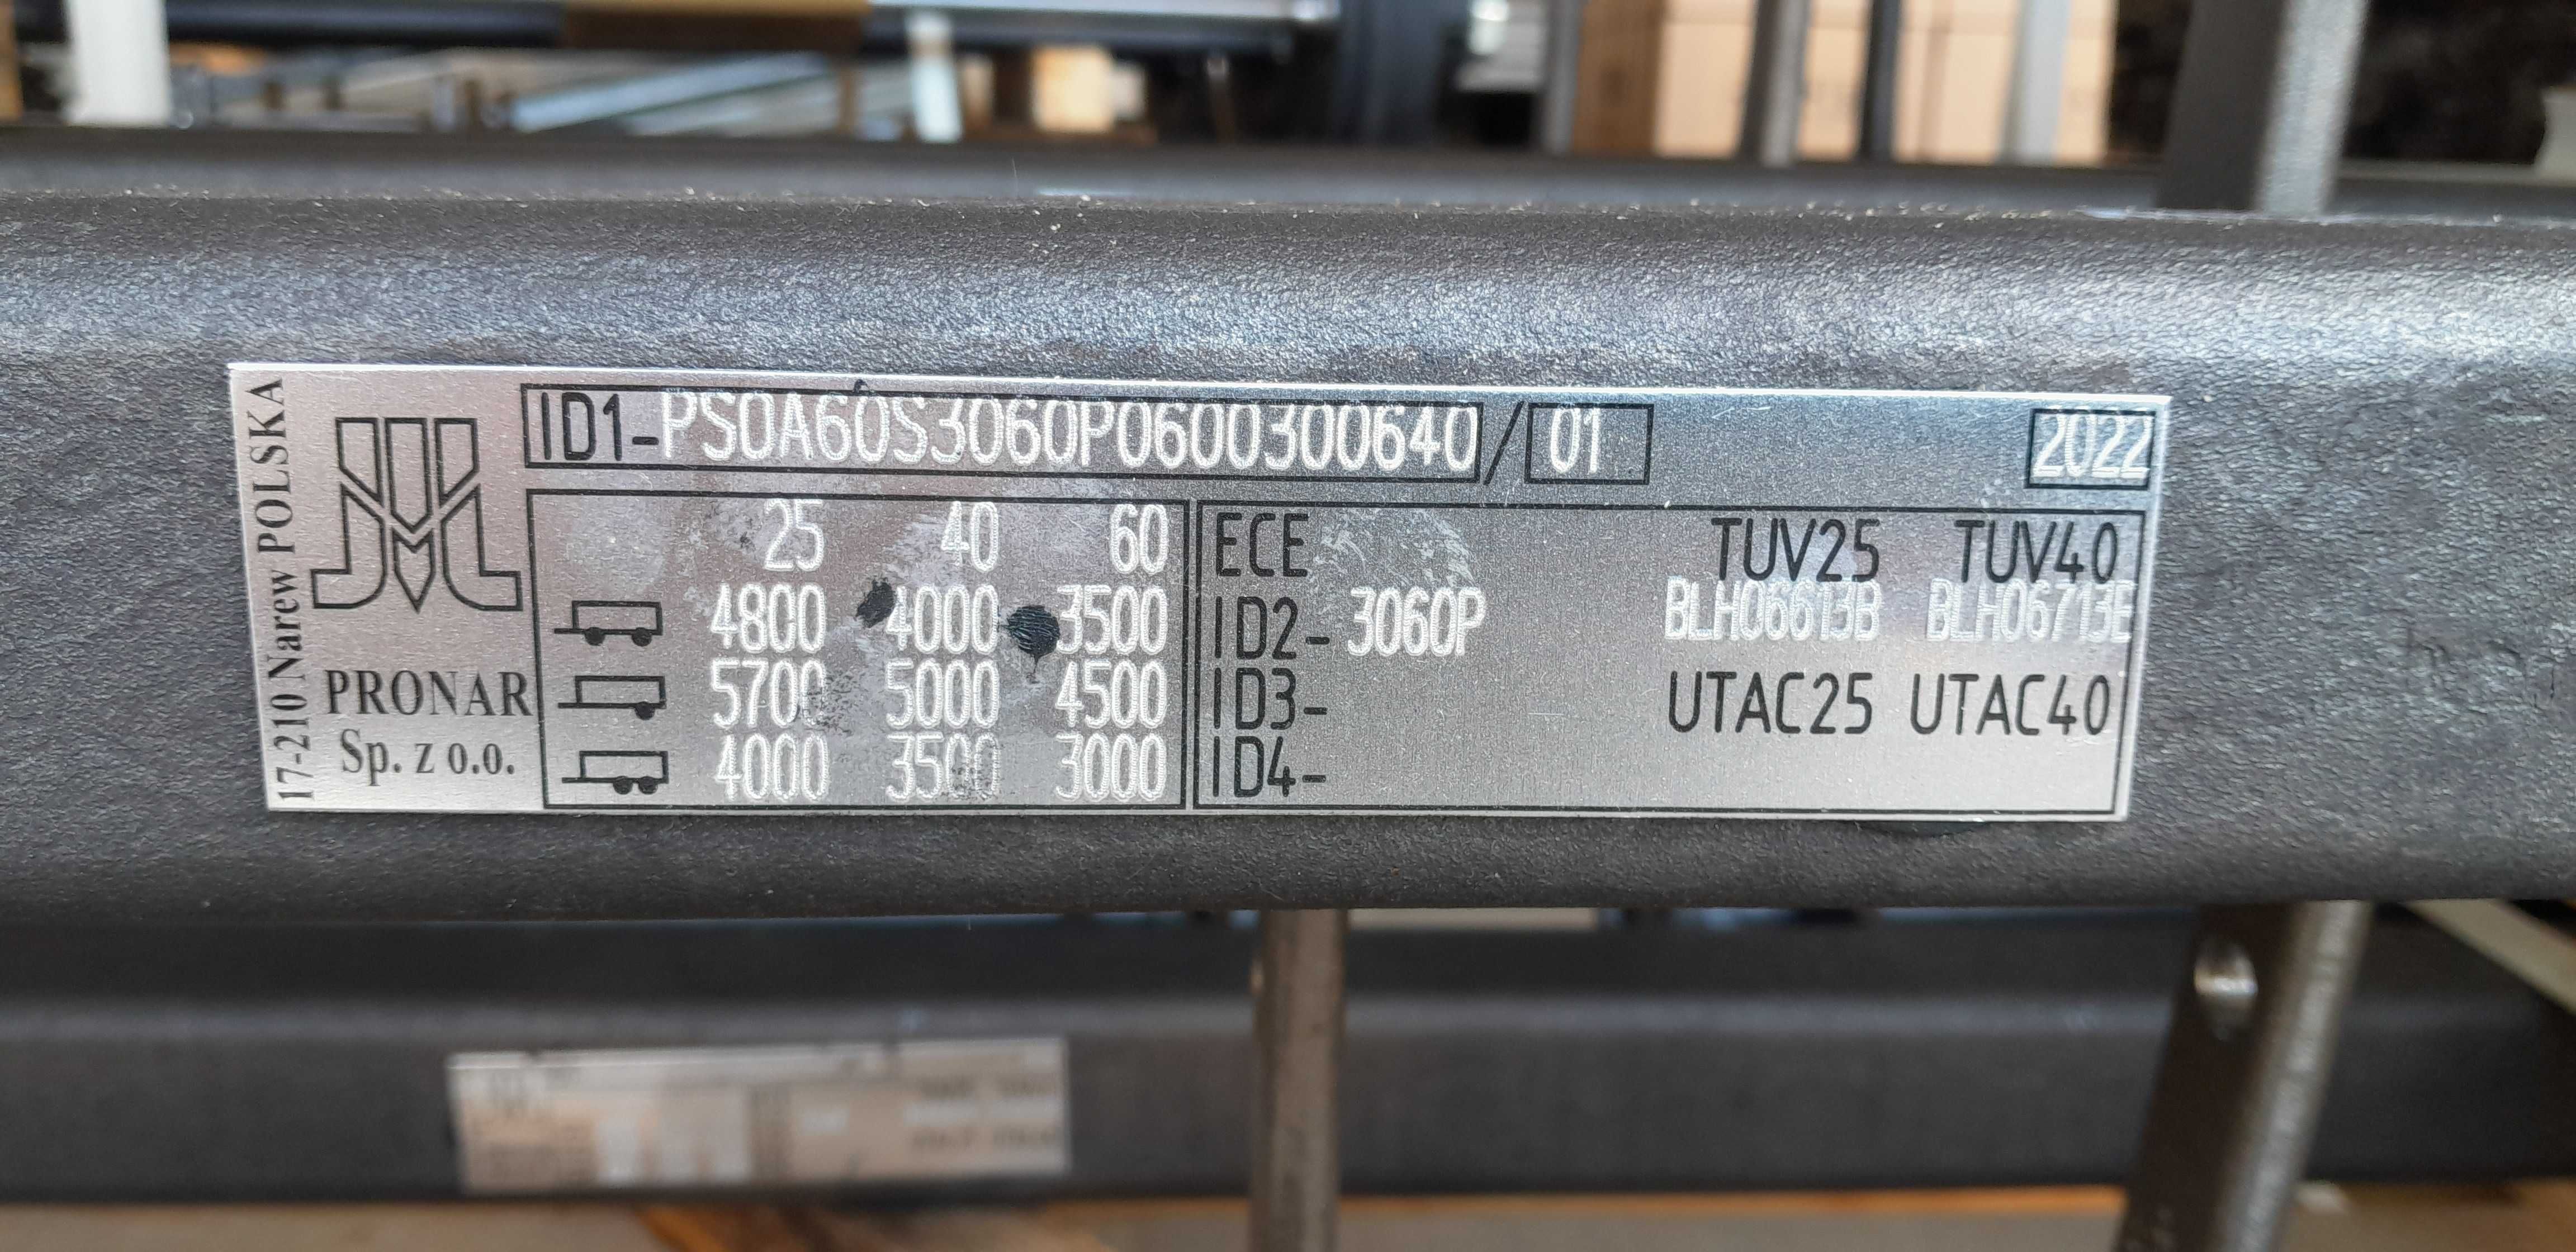 17-210 Narew POLSKA
PRONAR
Sp. z o.o.
ID1-PS0A60S3060P0600300640/01
2022
25 40 60
4800 4000 3500
5700 5000 4500
4000 3500 3000
ECE
ID2-3060P
ID3-
ID4-
TUV25 TUV40
BLH06613B BLH06713E
UTAC25 UTAC40